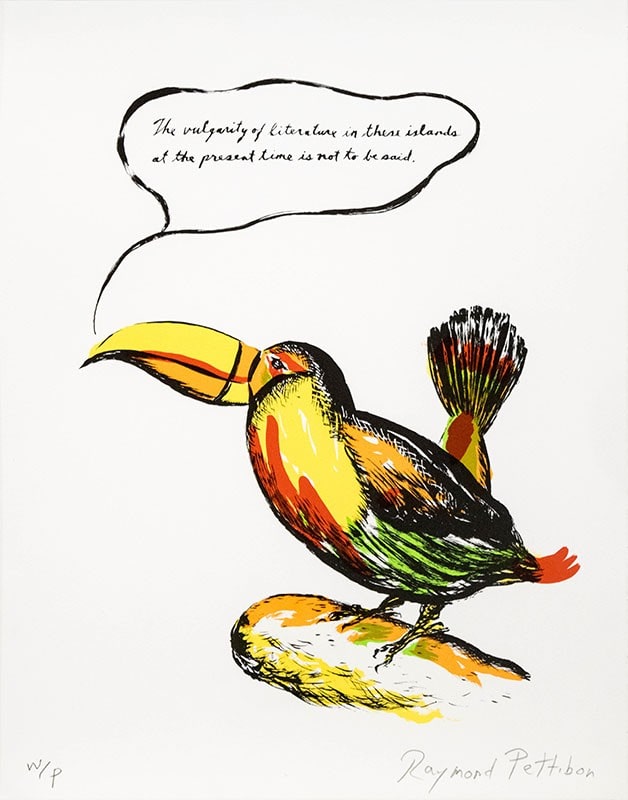 The vulgarity of literature in these islands
at the present time is not to be said.
W/P
Raymond Pettibon